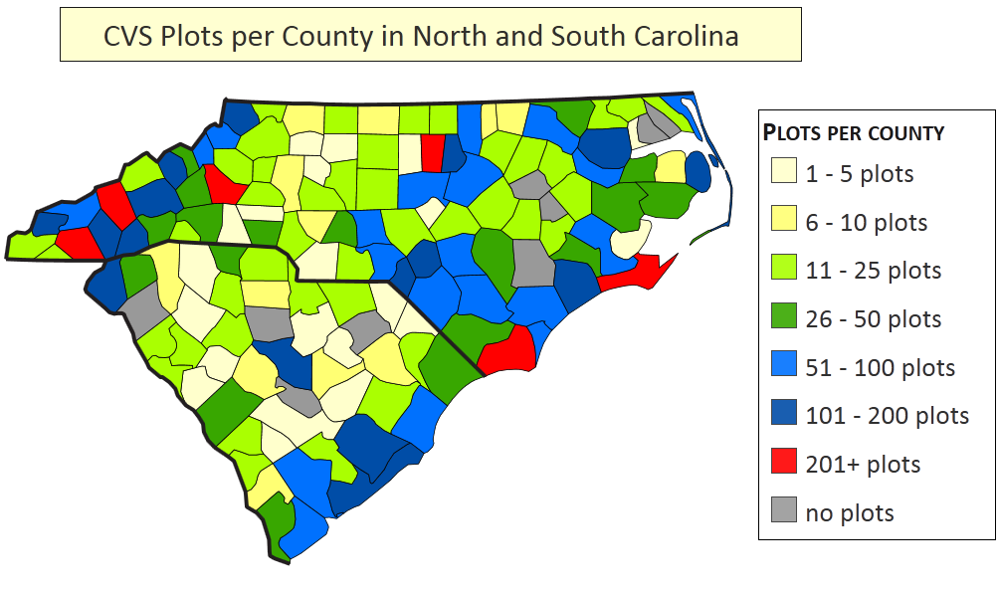 CVS Plots per County in North and South Carolina
PLOTS PER COUNTY
1 - 5 plots
6 - 10 plots
11 - 25 plots
26 - 50 plots
51 - 100 plots
101 - 200 plots
201+ plots
no plots